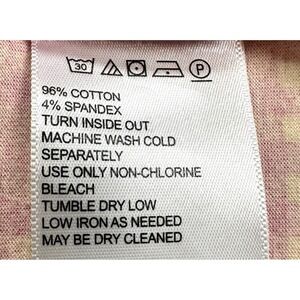 30 P
96% COTTON
4% SPANDEX
TURN INSIDE OUT
MACHINE WASH COLD
SEPARATELY
USE ONLY NON-CHLORINE
BLEACH
TUMBLE DRY LOW
LOW IRON AS NEEDED
MAY BE DRY CLEANED